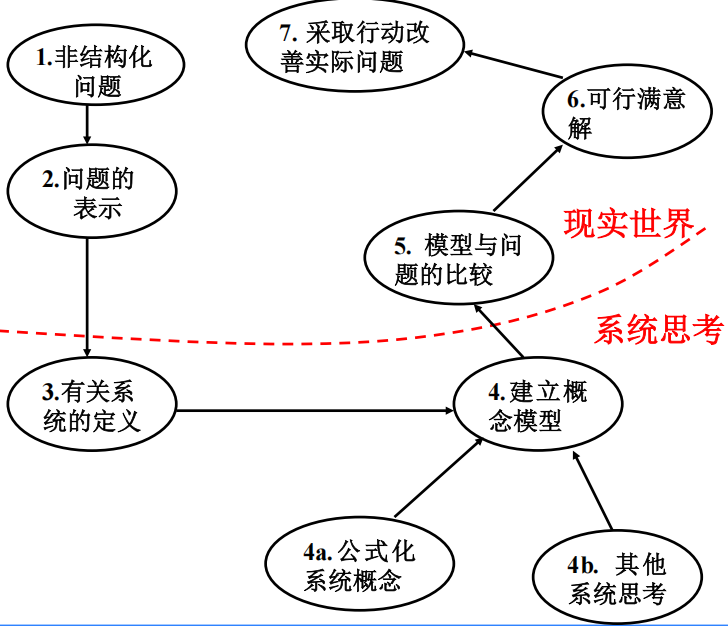 1.非结构化
问题
2.问题的
表示
3.有关系
统的定义
4.建立概
念模型
4a.公式化
系统概念
4b. 其他
系统思考
5. 模型与问
题的比较
6.可行满意
解
7. 采取行动改
善实际问题
现实世界
系统思考